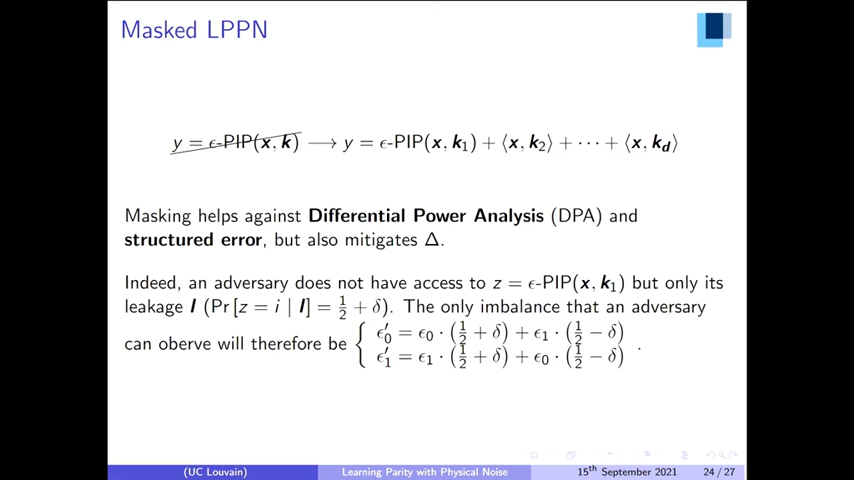 Masked LPPN
y = ϵ-PIP(x, k) ⟶ y = ϵ-PIP(x, k₁) + ⟨x, k₂⟩ + ··· + ⟨x, k_d⟩
Masking helps against Differential Power Analysis (DPA) and
structured error, but also mitigates Δ.
Indeed, an adversary does not have access to z = ϵ-PIP(x, k₁) but only its
leakage l (Pr [z = i | l] = 1/2 + δ). The only imbalance that an adversary
can oberve will therefore be { ϵ′₀ = ϵ₀ · (1/2 + δ) + ϵ₁ · (1/2 − δ)
ϵ′₁ = ϵ₁ · (1/2 + δ) + ϵ₀ · (1/2 − δ) .
(UC Louvain) Learning Parity with Physical Noise 15th September 2021 24 / 27